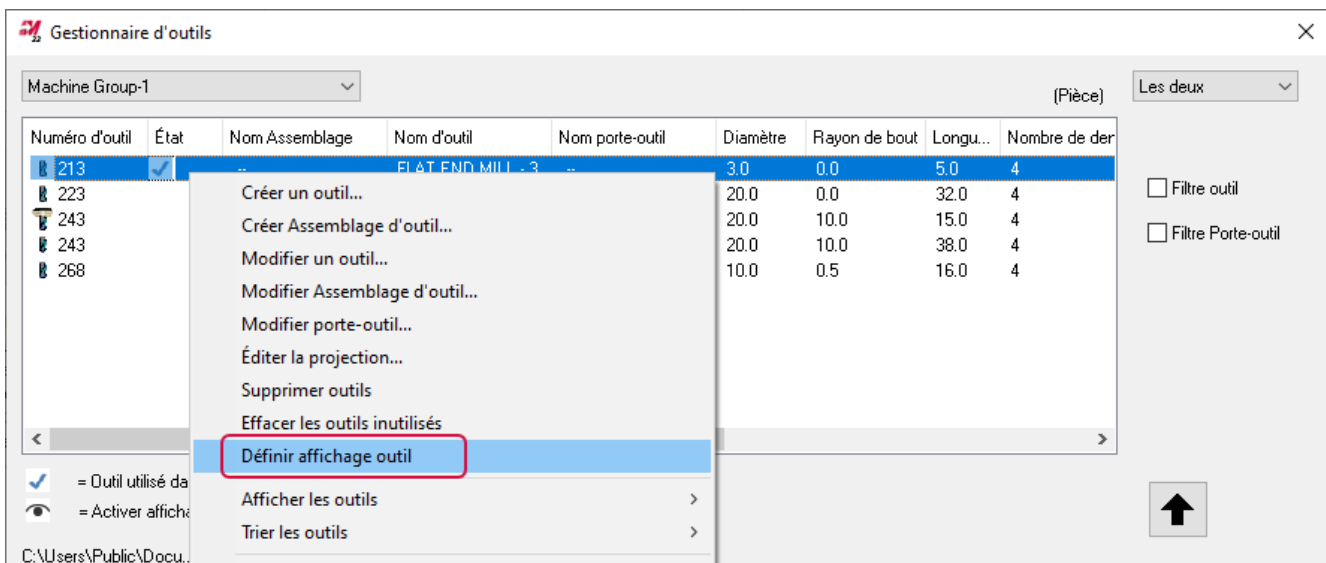 22 Gestionnaire d'outils
Machine Group-1
(Pièce)
Les deux
Numéro d'outil État Nom Assemblage Nom d'outil Nom porte-outil Diamètre Rayon de bout Longu... Nombre de der
213 -- FLAT END MILL - 3 -- 3.0 0.0 5.0 4
223 20.0 0.0 32.0 4
243 20.0 10.0 15.0 4
243 20.0 10.0 38.0 4
268 10.0 0.5 16.0 4
Filtre outil
Filtre Porte-outil
Créer un outil...
Créer Assemblage d'outil...
Modifier un outil...
Modifier Assemblage d'outil...
Modifier porte-outil...
Éditer la projection...
Supprimer outils
Effacer les outils inutilisés
Définir affichage outil
Afficher les outils
Trier les outils
= Outil utilisé da
= Activer afficha
C:\Users\Public\Docu..